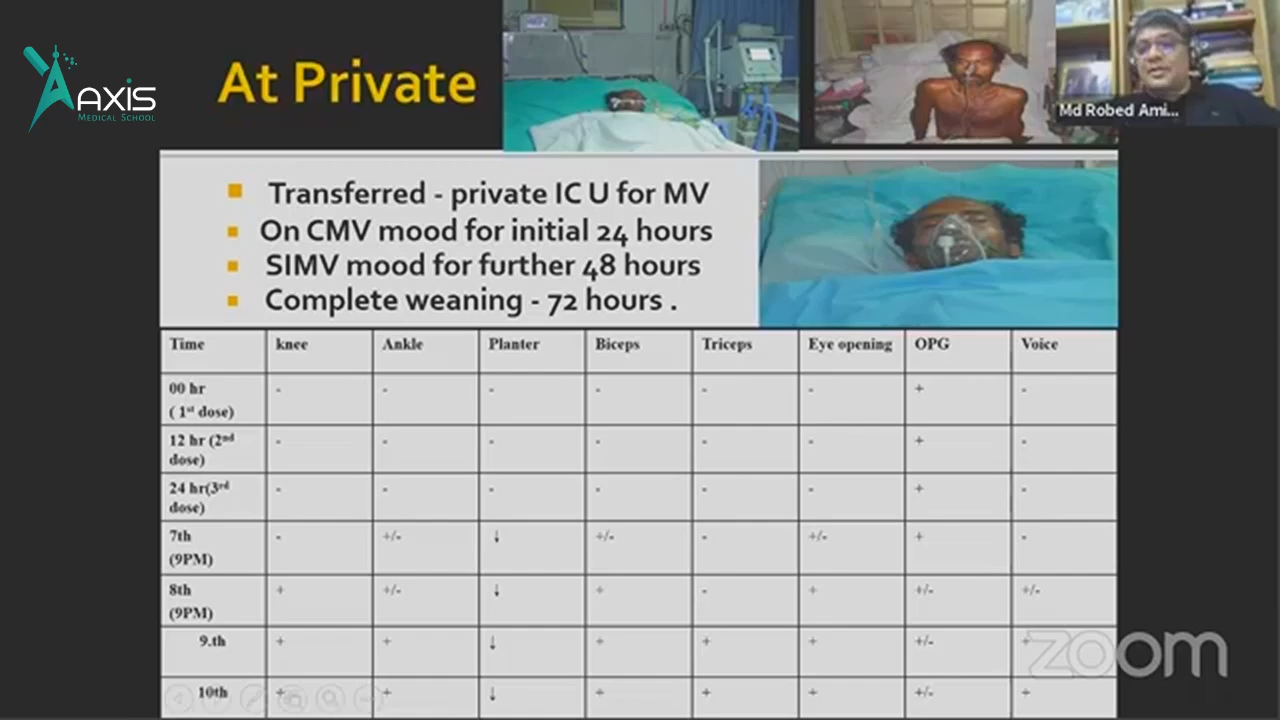 AXIS
MEDICAL SCHOOL
At Private
Md Robed Ami...
Transferred - private IC U for MV
On CMV mood for initial 24 hours
SIMV mood for further 48 hours
Complete weaning - 72 hours .
Time knee Ankle Planter Biceps Triceps Eye opening OPG Voice
00 hr - - - - - - + -
( 1st dose)
12 hr (2nd - - - - - - + -
dose)
24 hr(3rd - - - - - - + -
dose)
7th - +/- ↓ +/- - +/- + -
(9PM)
8th + +/- ↓ + - + +/- +/-
(9PM)
9.th + + ↓ + + + +/- +
10th + + ↓ + + + +/- +
zoom